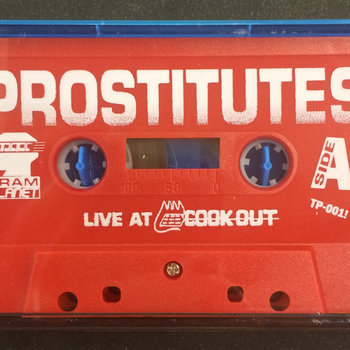 PROSTITUTES
SIDE
A
TP-001!
100 50 0
LIVE AT COOK OUT